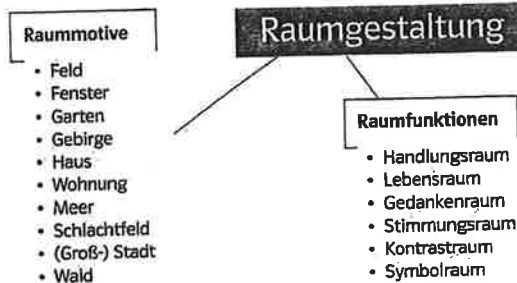 Raumgestaltung
Raummotive
• Feld
• Fenster
• Garten
• Gebirge
• Haus
• Wohnung
• Meer
• Schlachtfeld
• (Groß-) Stadt
• Wald
Raumfunktionen
• Handlungsraum
• Lebensraum
• Gedankenraum
• Stimmungsraum
• Kontrastraum
• Symbolraum